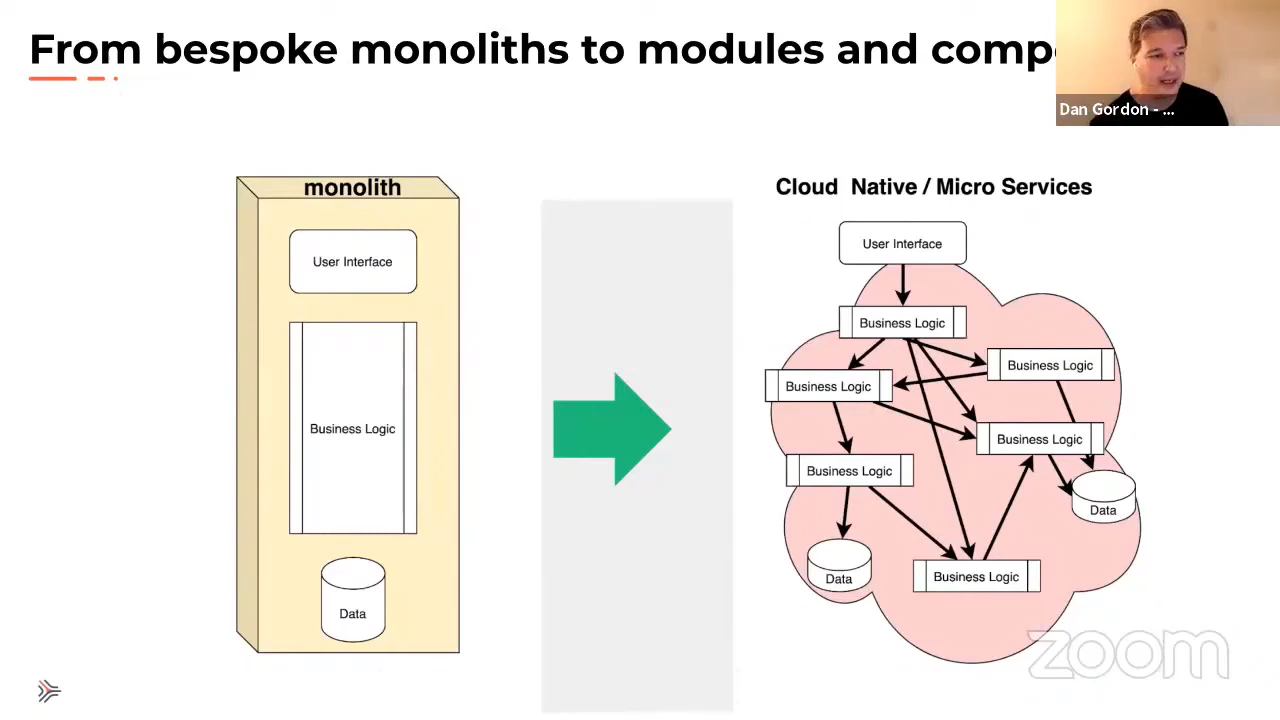 From bespoke monoliths to modules and comp
Dan Gordon - ...
monolith
User Interface
Business Logic
Data
Cloud Native / Micro Services
User Interface
Business Logic
Business Logic
Business Logic
Business Logic
Business Logic
Data
Data
Business Logic
zoom